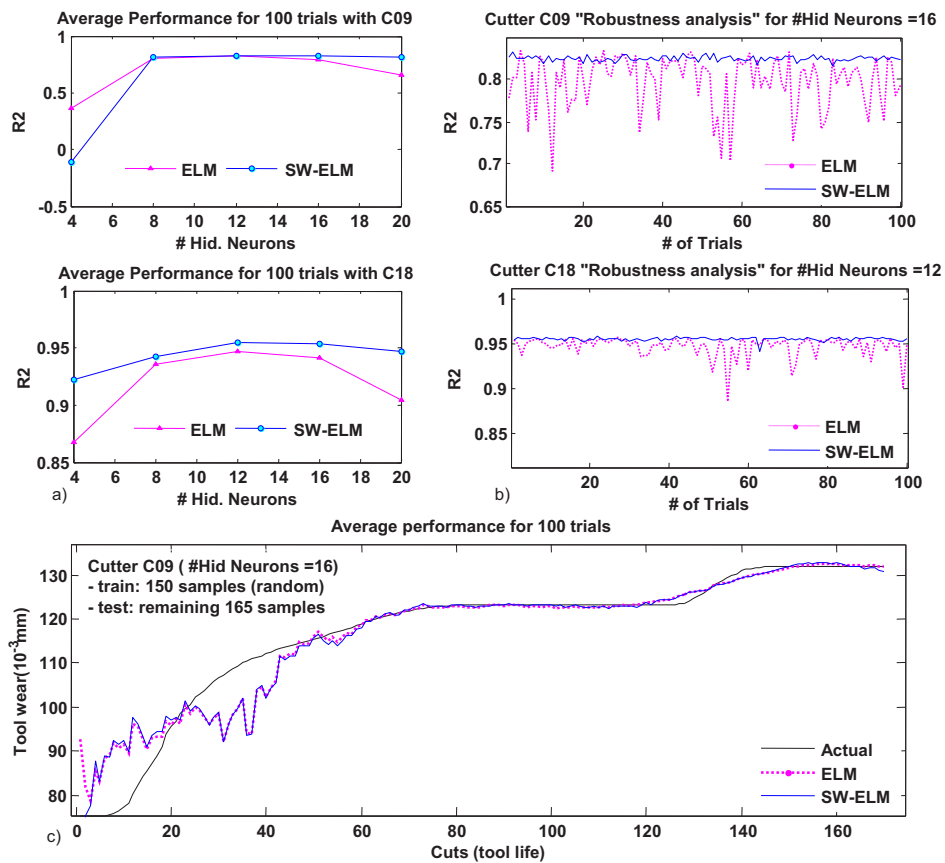 Average Performance for 100 trials with C09
1
0.5
0
-0.5
R2
ELM
SW-ELM
4
6
8
10
12
14
16
18
20
# Hid. Neurons
Cutter C09 "Robustness analysis" for #Hid Neurons =16
0.8
0.75
0.7
0.65
R2
ELM
SW-ELM
20
40
60
80
100
# of Trials
Average Performance for 100 trials with C18
1
0.95
0.9
0.85
R2
ELM
SW-ELM
4
6
8
10
12
14
16
18
20
# Hid. Neurons
a)
Cutter C18 "Robustness analysis" for #Hid Neurons =12
1
0.95
0.9
0.85
R2
ELM
SW-ELM
0
20
40
60
80
100
# of Trials
b)
Average performance for 100 trials
Cutter C09 ( #Hid Neurons =16)
- train: 150 samples (random)
- test: remaining 165 samples
130
120
110
100
90
80
Tool wear(10-3mm)
Actual
ELM
SW-ELM
0
20
40
60
80
100
120
140
160
Cuts (tool life)
c)